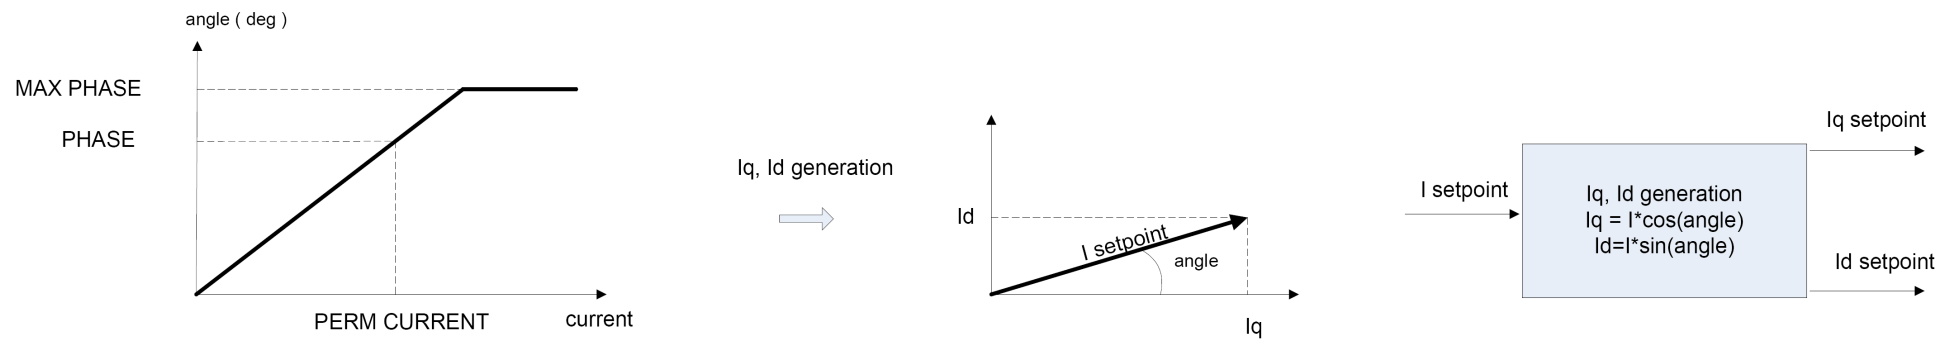 angle ( deg )
MAX PHASE
PHASE
PERM CURRENT
current
Iq, Id generation
Id
I setpoint
angle
Iq
I setpoint
Iq, Id generation
Iq = I*cos(angle)
Id=I*sin(angle)
Iq setpoint
Id setpoint